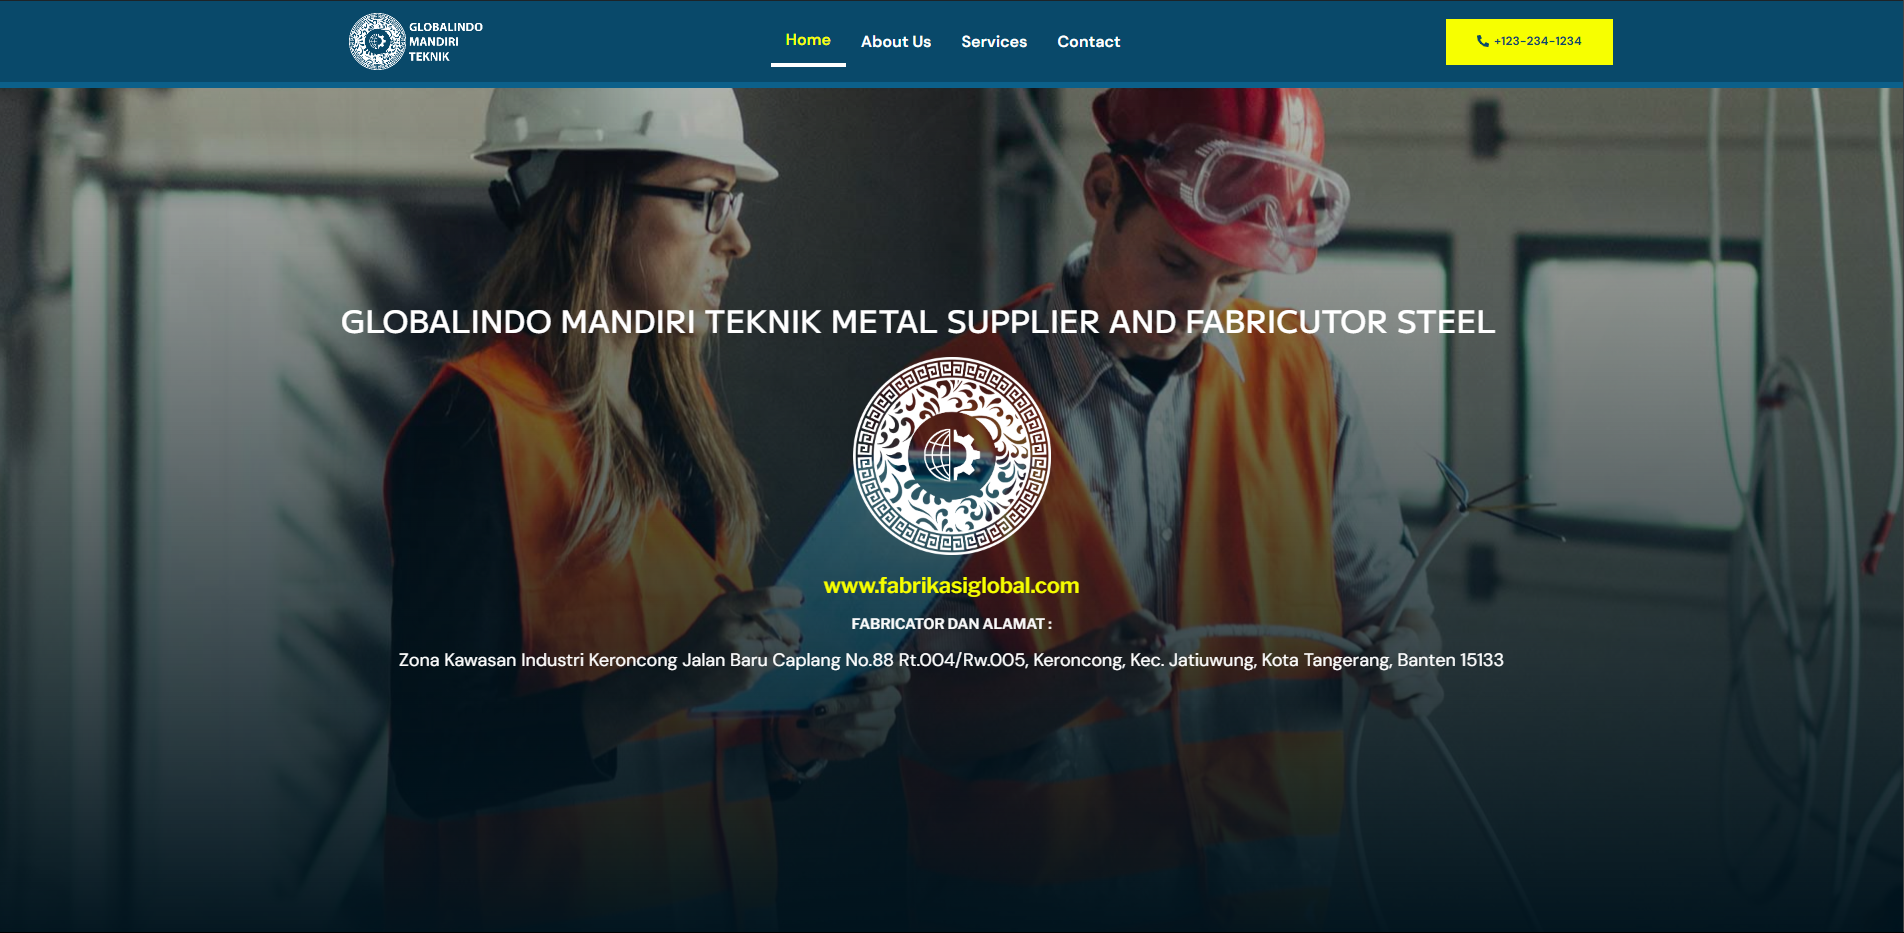 GLOBALINDO
MANDIRI
TEKNIK
Home
About Us
Services
Contact
+123-234-1234
GLOBALINDO MANDIRI TEKNIK METAL SUPPLIER AND FABRICUTOR STEEL
www.fabrikasiglobal.com
FABRICATOR DAN ALAMAT :
Zona Kawasan Industri Keroncong Jalan Baru Caplang No.88 Rt.004/Rw.005, Keroncong, Kec. Jatiuwung, Kota Tangerang, Banten 15133